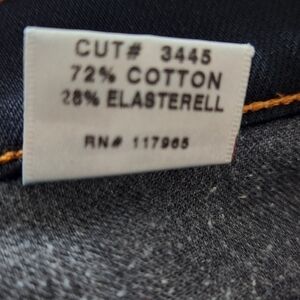 CUT# 3445
72% COTTON
28% ELASTERELL
RN# 117965